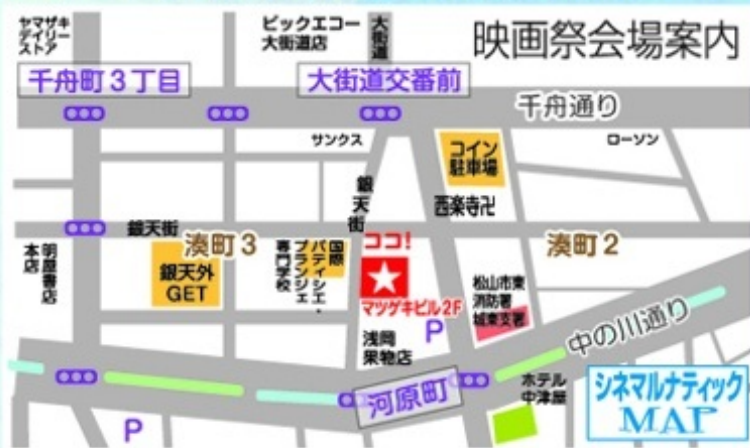 ヤマザキ
デイリー
ストア
ビックエコー
大街道店
大街道
映画祭会場案内
千舟町3丁目
大街道交番前
千舟通り
サンクス
コイン
駐車場
ローソン
銀天街
西楽寺卍
銀天街
湊町3
ココ!
湊町2
明屋書店
本店
銀天外
GET
国際
パティシエ・
ブランジェ
専門学校
マツゲキビル2F
松山市東
消防署
城東支署
浅岡
果物店
P
中の川通り
河原町
ホテル
中津屋
シネマルナティック
MAP
P